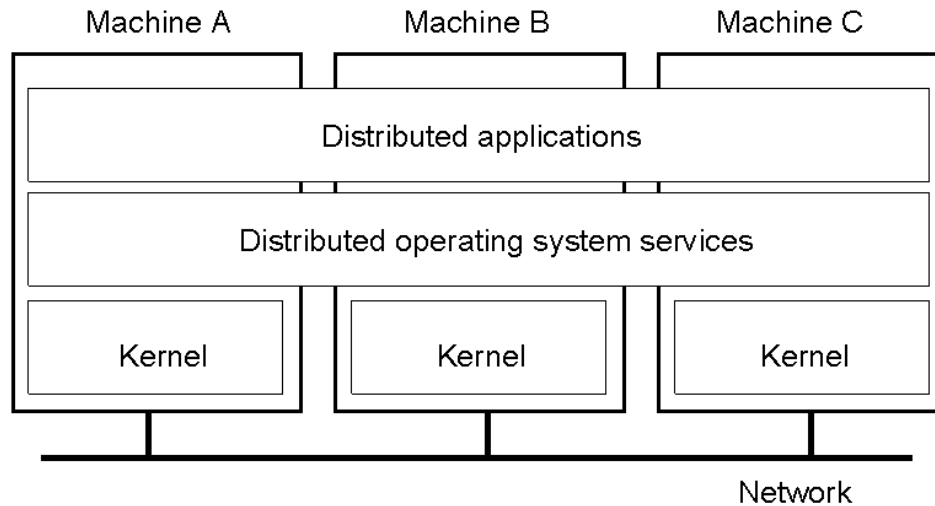 Machine A
Machine B
Machine C
Distributed applications
Distributed operating system services
Kernel
Kernel
Kernel
Network